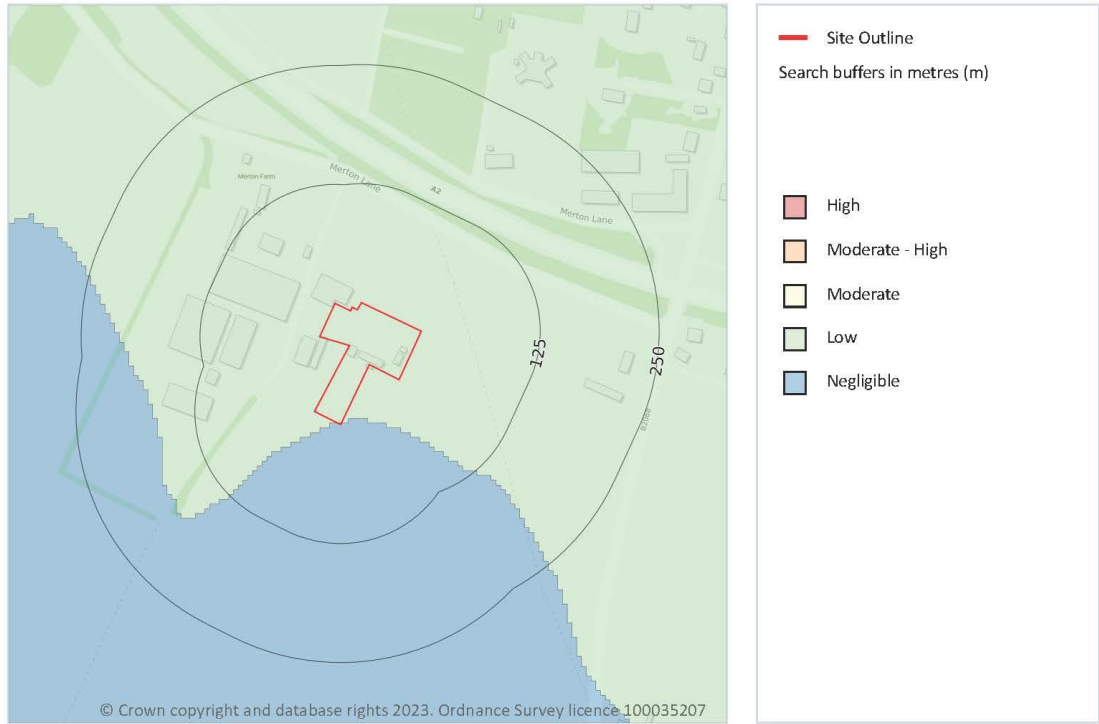 Merton Farm
Merton Lane
A2
Merton Lane
125
250
B2068
© Crown copyright and database rights 2023. Ordnance Survey licence 100035207
Site Outline
Search buffers in metres (m)
High
Moderate - High
Moderate
Low
Negligible